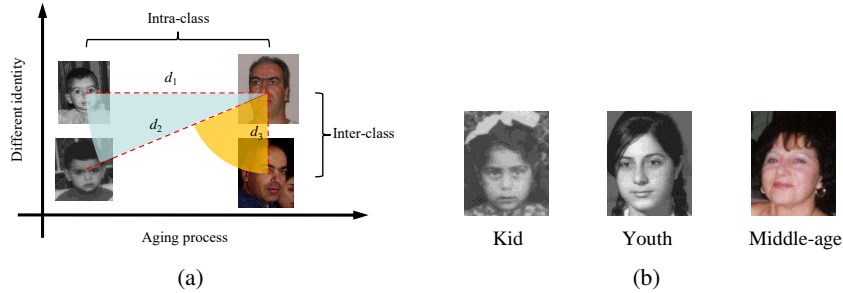 Intra-class
Different identity
d1
d2
d3
Inter-class
Aging process
(a)
Kid
Youth
Middle-age
(b)